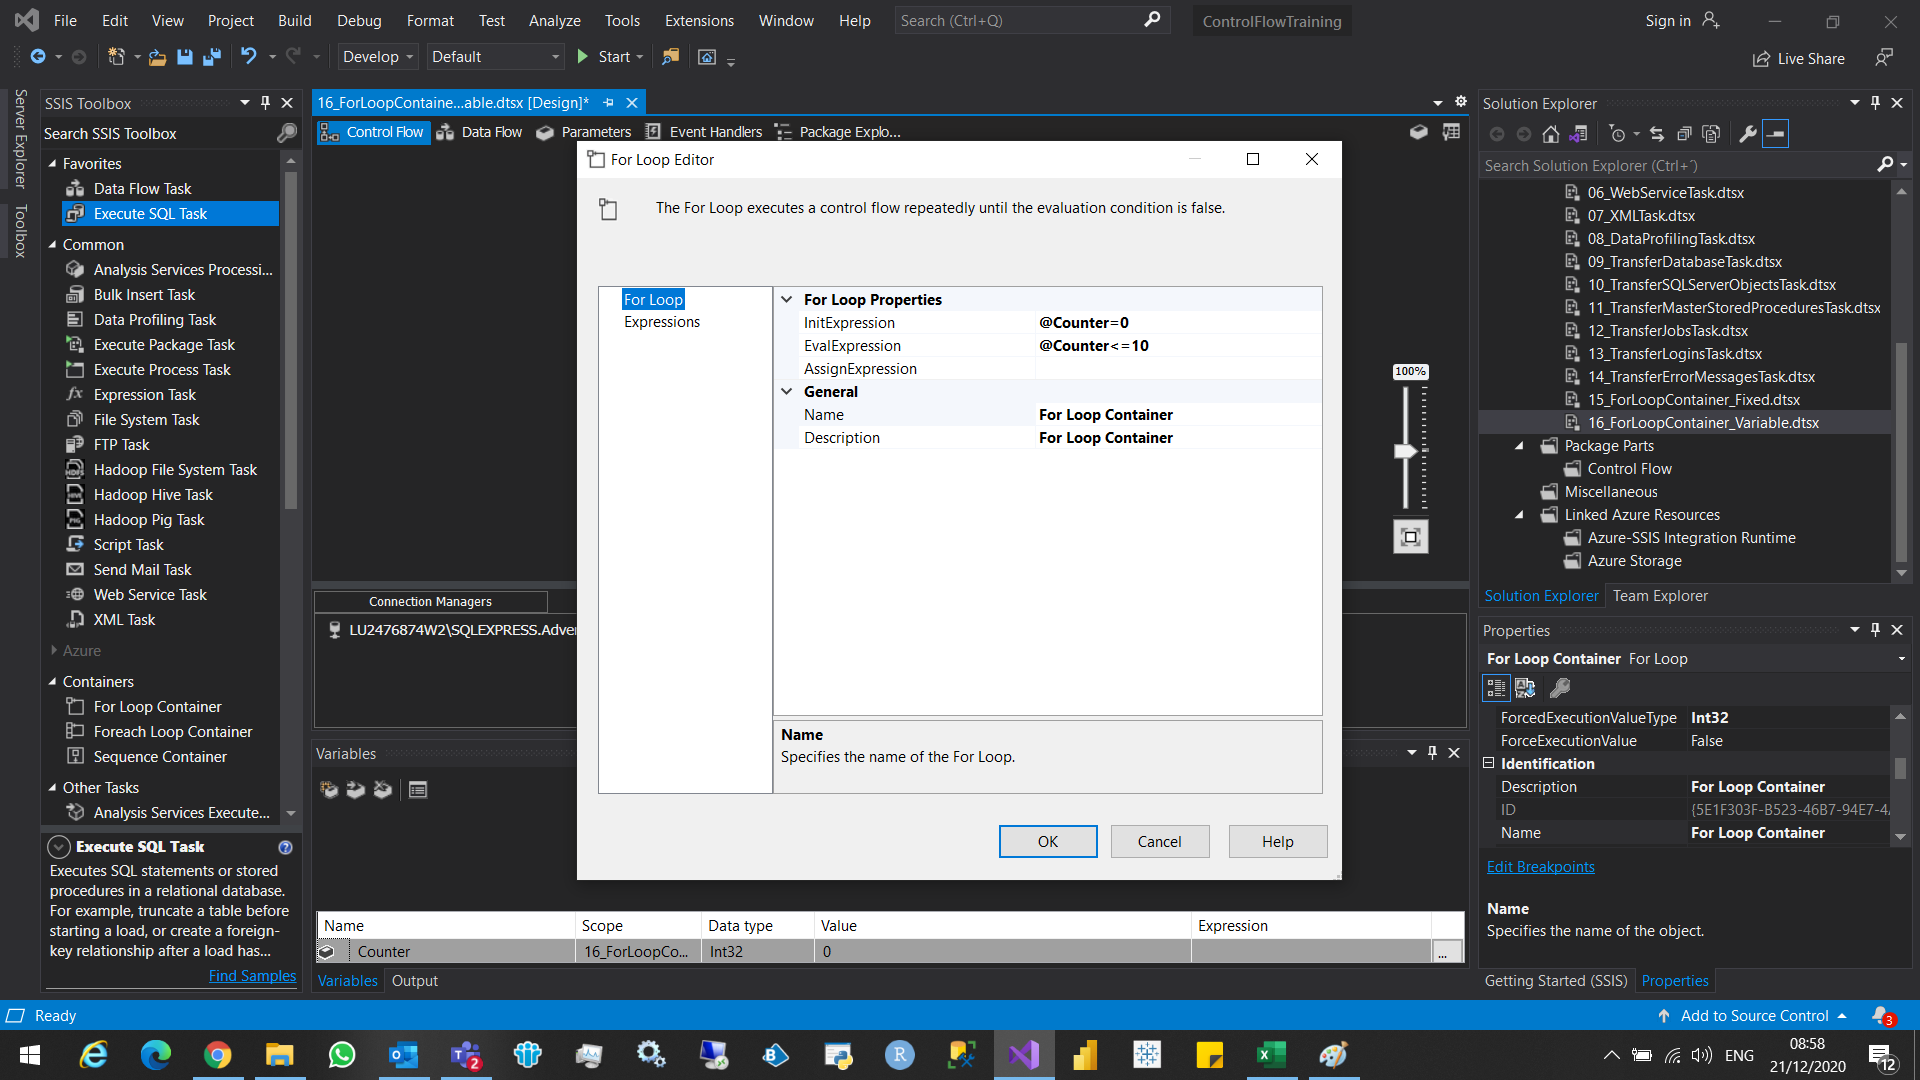 File Edit View Project Build Debug Format Test Analyze Tools Extensions Window Help Search (Ctrl+Q) ControlFlowTraining Sign in
Develop Default Start Live Share
Server Explorer
Toolbox
SSIS Toolbox
Search SSIS Toolbox
Favorites
Data Flow Task
Execute SQL Task
Common
Analysis Services Processi...
Bulk Insert Task
Data Profiling Task
Execute Package Task
Execute Process Task
Expression Task
File System Task
FTP Task
Hadoop File System Task
Hadoop Hive Task
Hadoop Pig Task
Script Task
Send Mail Task
Web Service Task
XML Task
Azure
Containers
For Loop Container
Foreach Loop Container
Sequence Container
Other Tasks
Analysis Services Execute...
Execute SQL Task
Executes SQL statements or stored
procedures in a relational database.
For example, truncate a table before
starting a load, or create a foreign-
key relationship after a load has...
Find Samples
16_ForLoopContaine...able.dtsx [Design]*
Control Flow Data Flow Parameters Event Handlers Package Explo...
For Loop Editor
The For Loop executes a control flow repeatedly until the evaluation condition is false.
For Loop
Expressions
For Loop Properties
InitExpression @Counter=0
EvalExpression @Counter<=10
AssignExpression
General
Name For Loop Container
Description For Loop Container
Name
Specifies the name of the For Loop.
OK Cancel Help
100%
Connection Managers
LU2476874W2\SQLEXPRESS.Adven
Variables
Name Scope Data type Value Expression
Counter 16_ForLoopCo... Int32 0 ...
Variables Output
Solution Explorer
Search Solution Explorer (Ctrl+¨)
06_WebServiceTask.dtsx
07_XMLTask.dtsx
08_DataProfilingTask.dtsx
09_TransferDatabaseTask.dtsx
10_TransferSQLServerObjectsTask.dtsx
11_TransferMasterStoredProceduresTask.dtsx
12_TransferJobsTask.dtsx
13_TransferLoginsTask.dtsx
14_TransferErrorMessagesTask.dtsx
15_ForLoopContainer_Fixed.dtsx
16_ForLoopContainer_Variable.dtsx
Package Parts
Control Flow
Miscellaneous
Linked Azure Resources
Azure-SSIS Integration Runtime
Azure Storage
Solution Explorer Team Explorer
Properties
For Loop Container For Loop
ForcedExecutionValueType Int32
ForceExecutionValue False
Identification
Description For Loop Container
ID {5E1F303F-B523-46B7-94E7-4
Name For Loop Container
Edit Breakpoints
Name
Specifies the name of the object.
Getting Started (SSIS) Properties
Ready Add to Source Control 3
2 ENG 08:58
21/12/2020 12